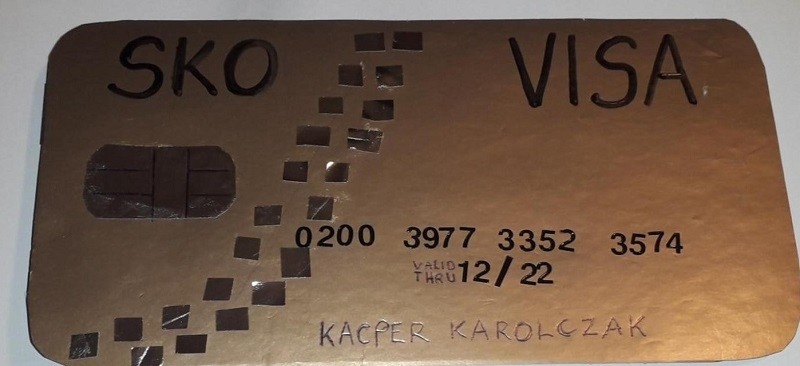 SKO VISA
0200 3977 3352 3574
VALID THRU 12/22
KACPER KAROLCZAK